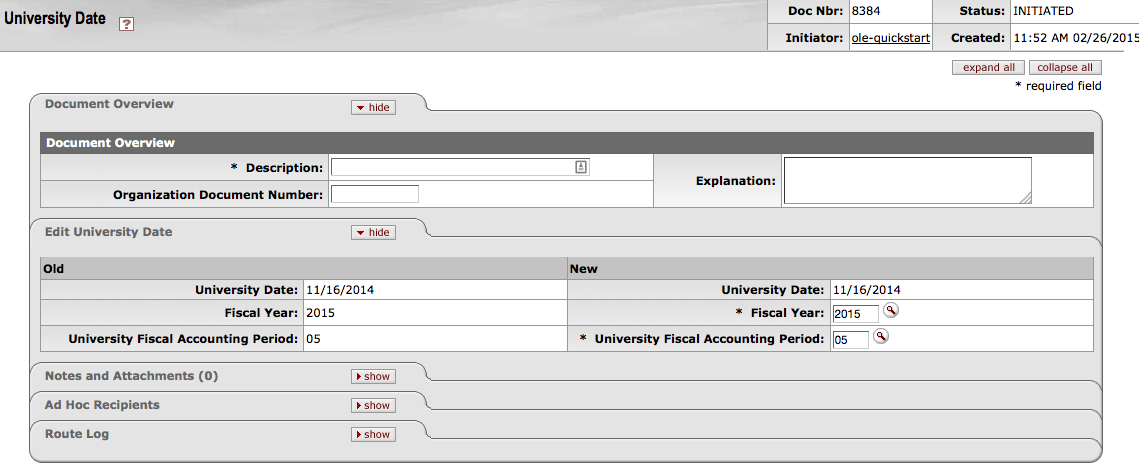 University Date ?
Doc Nbr: 8384 Status: INITIATED
Initiator: ole-quickstart Created: 11:52 AM 02/26/2015
expand all collapse all
* required field
Document Overview hide
Document Overview
* Description: Explanation:
Organization Document Number:
Edit University Date hide
Old New
University Date: 11/16/2014 University Date: 11/16/2014
Fiscal Year: 2015 * Fiscal Year: 2015
University Fiscal Accounting Period: 05 * University Fiscal Accounting Period: 05
Notes and Attachments (0) show
Ad Hoc Recipients show
Route Log show